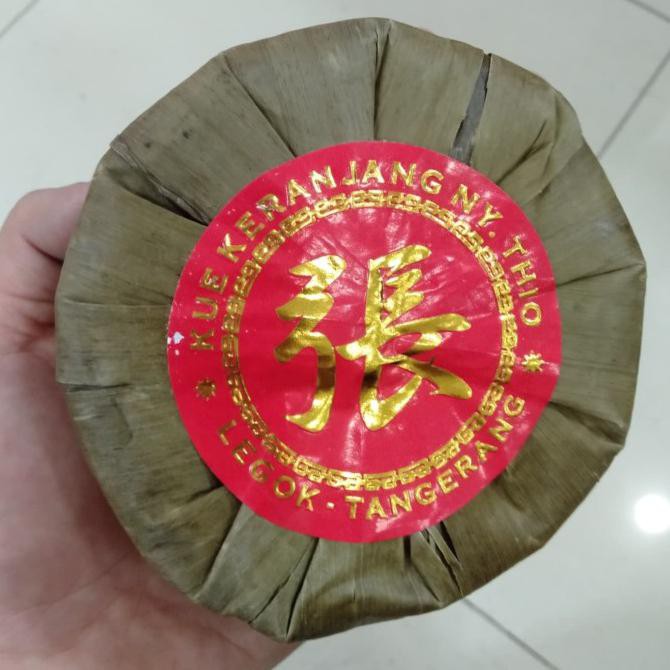 KUE KERANJANG NY. THIO
張
LEGOK - TANGERANG